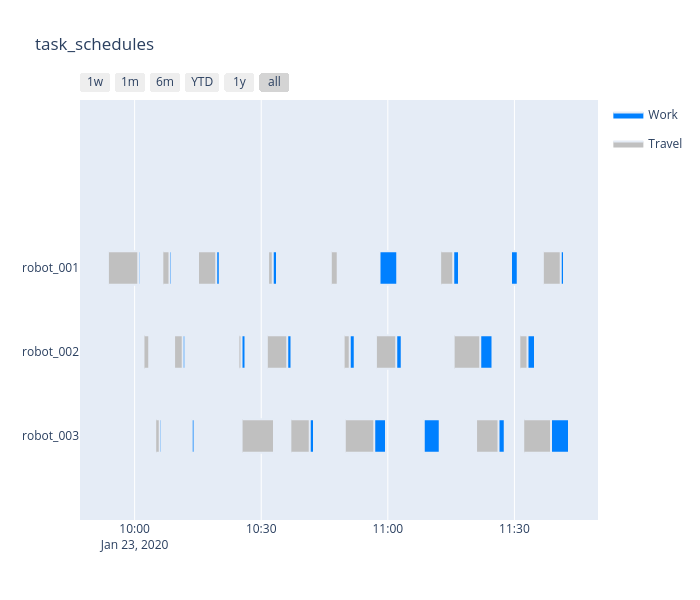 task_schedules
1w 1m 6m YTD 1y all
Work
Travel
robot_001
robot_002
robot_003
10:00 10:30 11:00 11:30
Jan 23, 2020